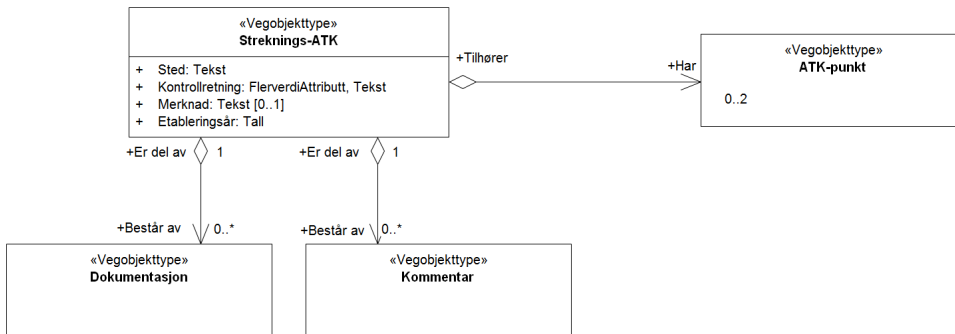 «Vegobjekttype»
Streknings-ATK
+ Sted: Tekst
+ Kontrollretning: FlerverdiAttributt, Tekst
+ Merknad: Tekst [0..1]
+ Etableringsår: Tall
+Tilhører
+Har
«Vegobjekttype»
ATK-punkt
0..2
+Er del av 1
+Er del av 1
+Består av 0..*
+Består av 0..*
«Vegobjekttype»
Dokumentasjon
«Vegobjekttype»
Kommentar